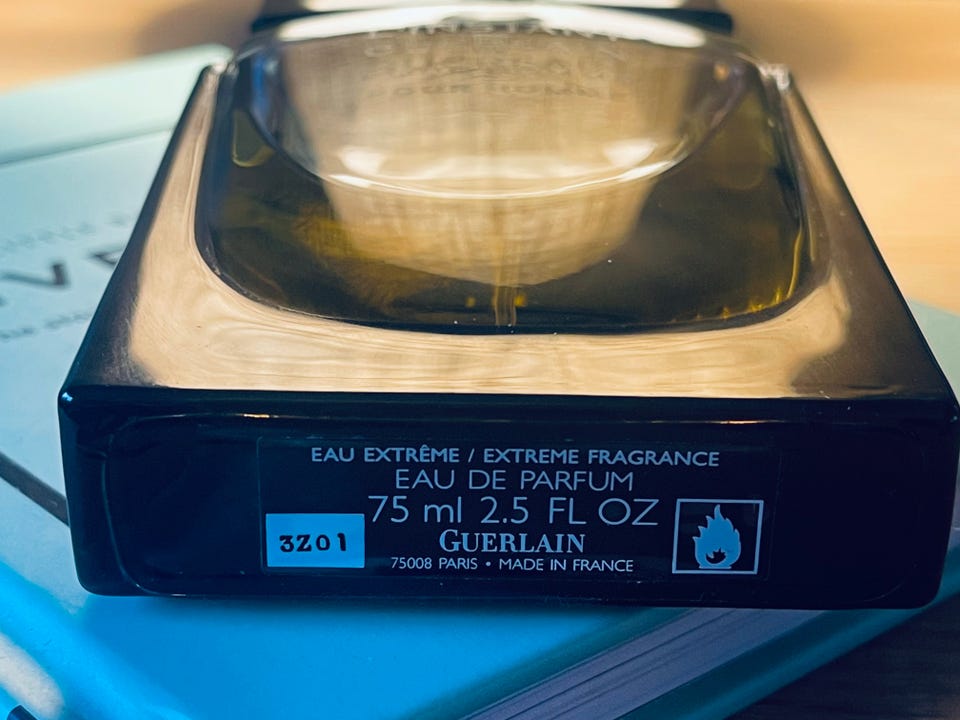 EAU EXTRÊME / EXTREME FRAGRANCE
EAU DE PARFUM
75 ml 2.5 FL OZ
3Z01
GUERLAIN
75008 PARIS • MADE IN FRANCE